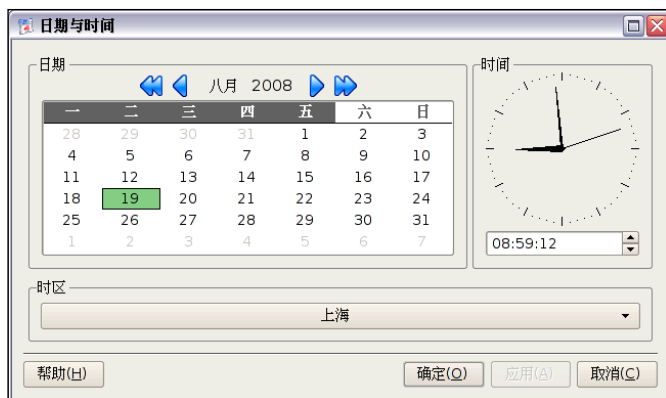 日期与时间
日期
八月 2008
一 二 三 四 五 六 日
28 29 30 31 1 2 3
4 5 6 7 8 9 10
11 12 13 14 15 16 17
18 19 20 21 22 23 24
25 26 27 28 29 30 31
1 2 3 4 5 6 7
时间
08:59:12
时区
上海
帮助(H)
确定(O)
应用(A)
取消(C)